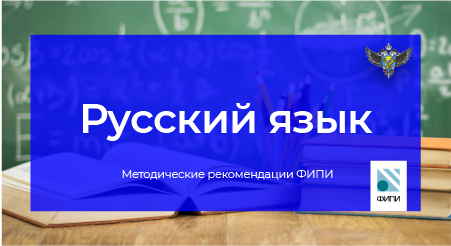 Русский язык
Методические рекомендации ФИПИ
ФИПИ